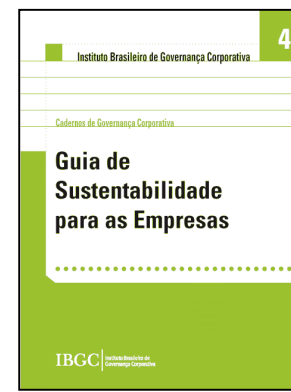 4
Instituto Brasileiro de Governança Corporativa
Cadernos de Governança Corporativa
Guia de
Sustentabilidade
para as Empresas
IBGC Instituto Brasileiro de
Governança Corporativa